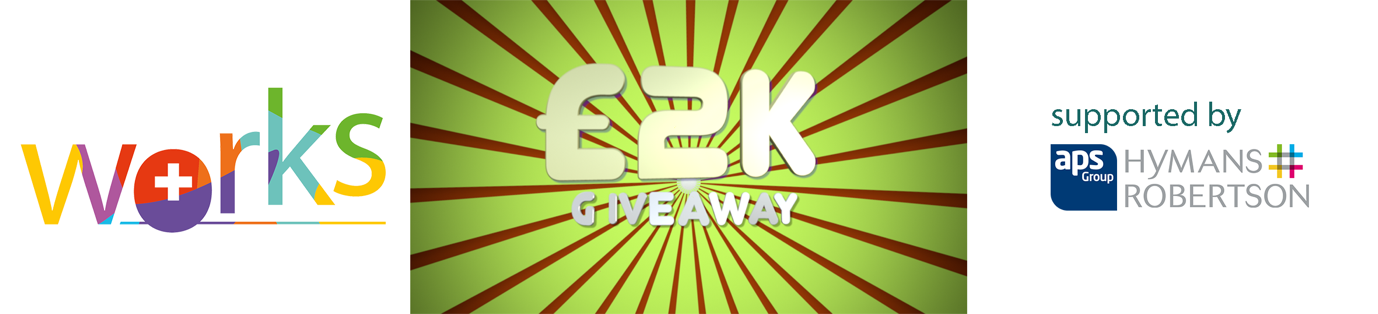 works
£2K
GIVEAWAY
supported by
aps
Group
HYMANS
ROBERTSON